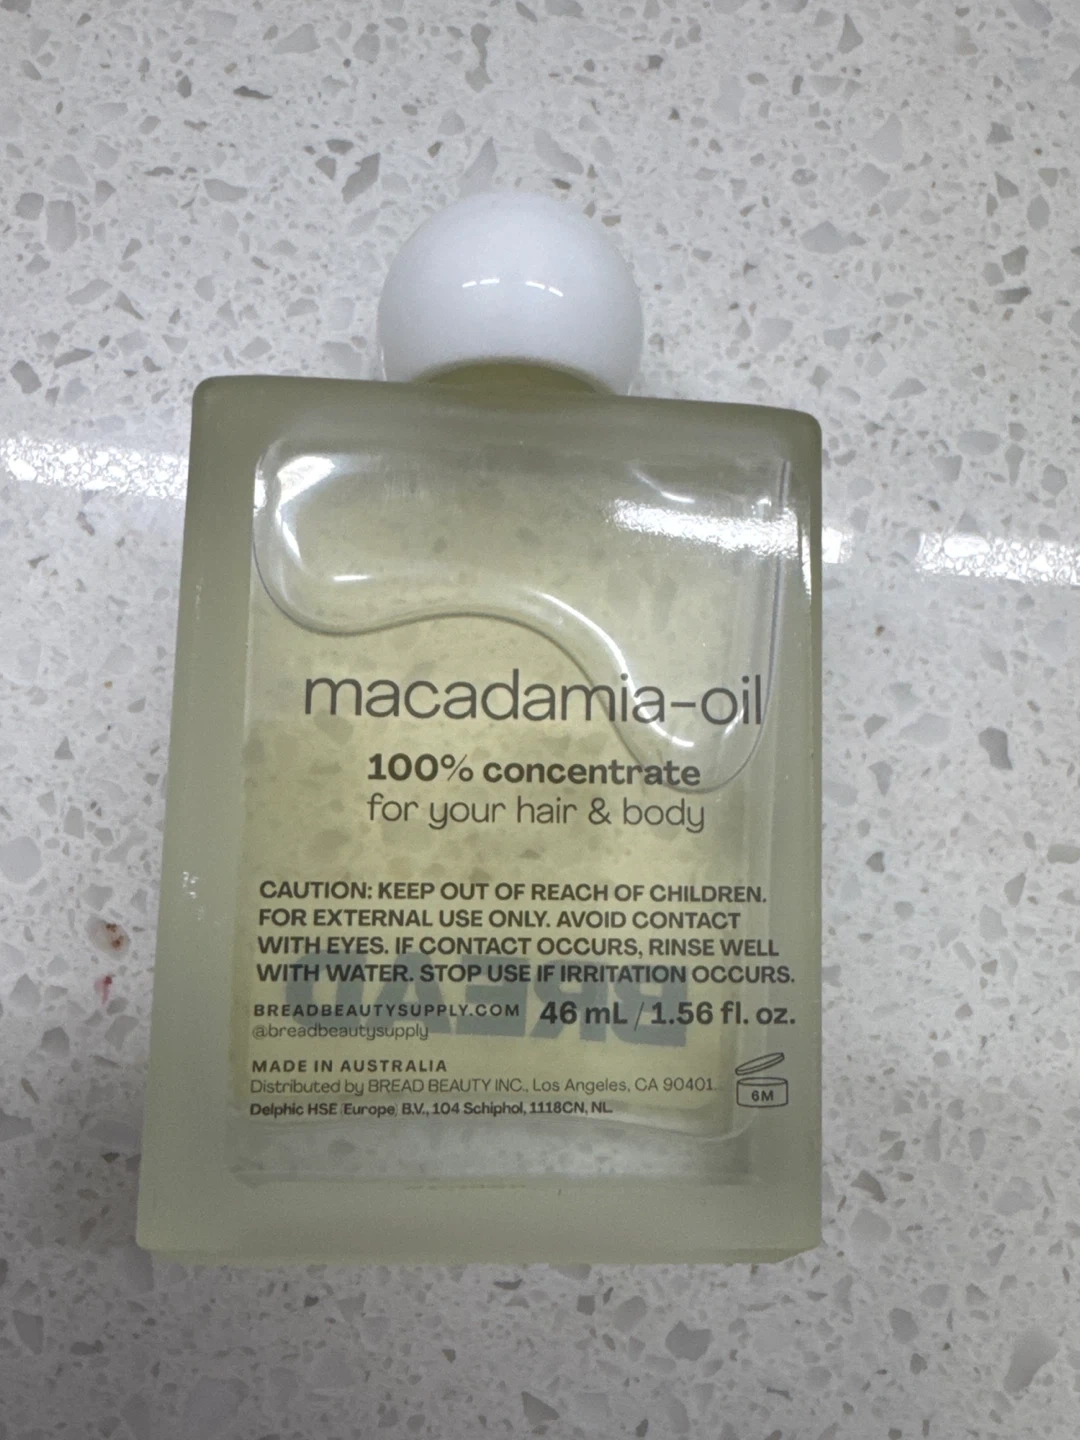 macadamia-oil
100% concentrate
for your hair & body
CAUTION: KEEP OUT OF REACH OF CHILDREN.
FOR EXTERNAL USE ONLY. AVOID CONTACT
WITH EYES. IF CONTACT OCCURS, RINSE WELL
WITH WATER. STOP USE IF IRRITATION OCCURS.
BREAD
BREADBEAUTYSUPPLY.COM 46 mL / 1.56 fl. oz.
@breadbeautysupply
MADE IN AUSTRALIA
Distributed by BREAD BEAUTY INC., Los Angeles, CA 90401.
Delphic HSE Europe, B.V., 104 Schiphol, 1118CN, NL.
6M